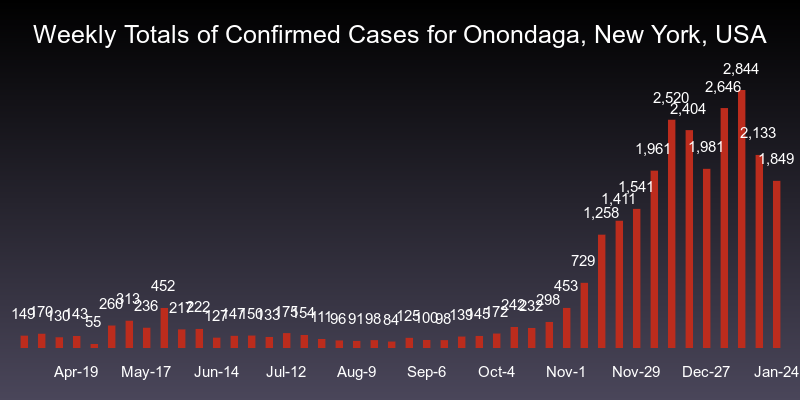 Weekly Totals of Confirmed Cases for Onondaga, New York, USA
149 170 130 143 55 260 313 236 452 217 222 127 147 150 133 175 154 111 96 91 98 84 125 100 98 139 145 172 242 232 298 453 729 1,258 1,411 1,541 1,961 2,520 2,404 1,981 2,646 2,844 2,133 1,849
Apr-19 May-17 Jun-14 Jul-12 Aug-9 Sep-6 Oct-4 Nov-1 Nov-29 Dec-27 Jan-24